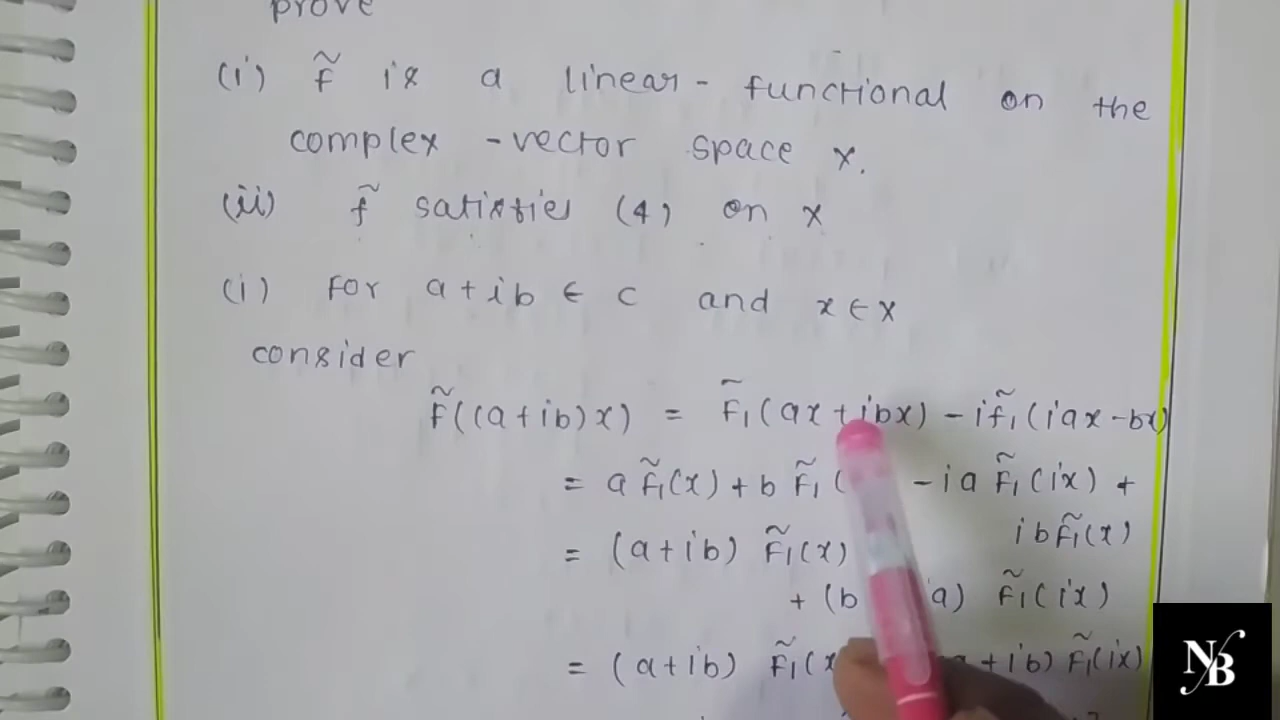 prove
(i) f̃ is a linear - functional on the
complex - vector space x.
(ii) f̃ satisfies (4) on x
(i) for a + ib ∈ c and x ∈ x
consider
f̃((a+ib)x) = f̃₁(ax+ibx) - if̃₁(iax-bx)
= a f̃₁(x) + b f̃₁( - ia f̃₁(ix) +
ib f̃₁(x)
= (a+ib) f̃₁(x)
+ (b a) f̃₁(ix)
= (a+ib) f̃₁(x + ib) f̃₁(ix)
NB